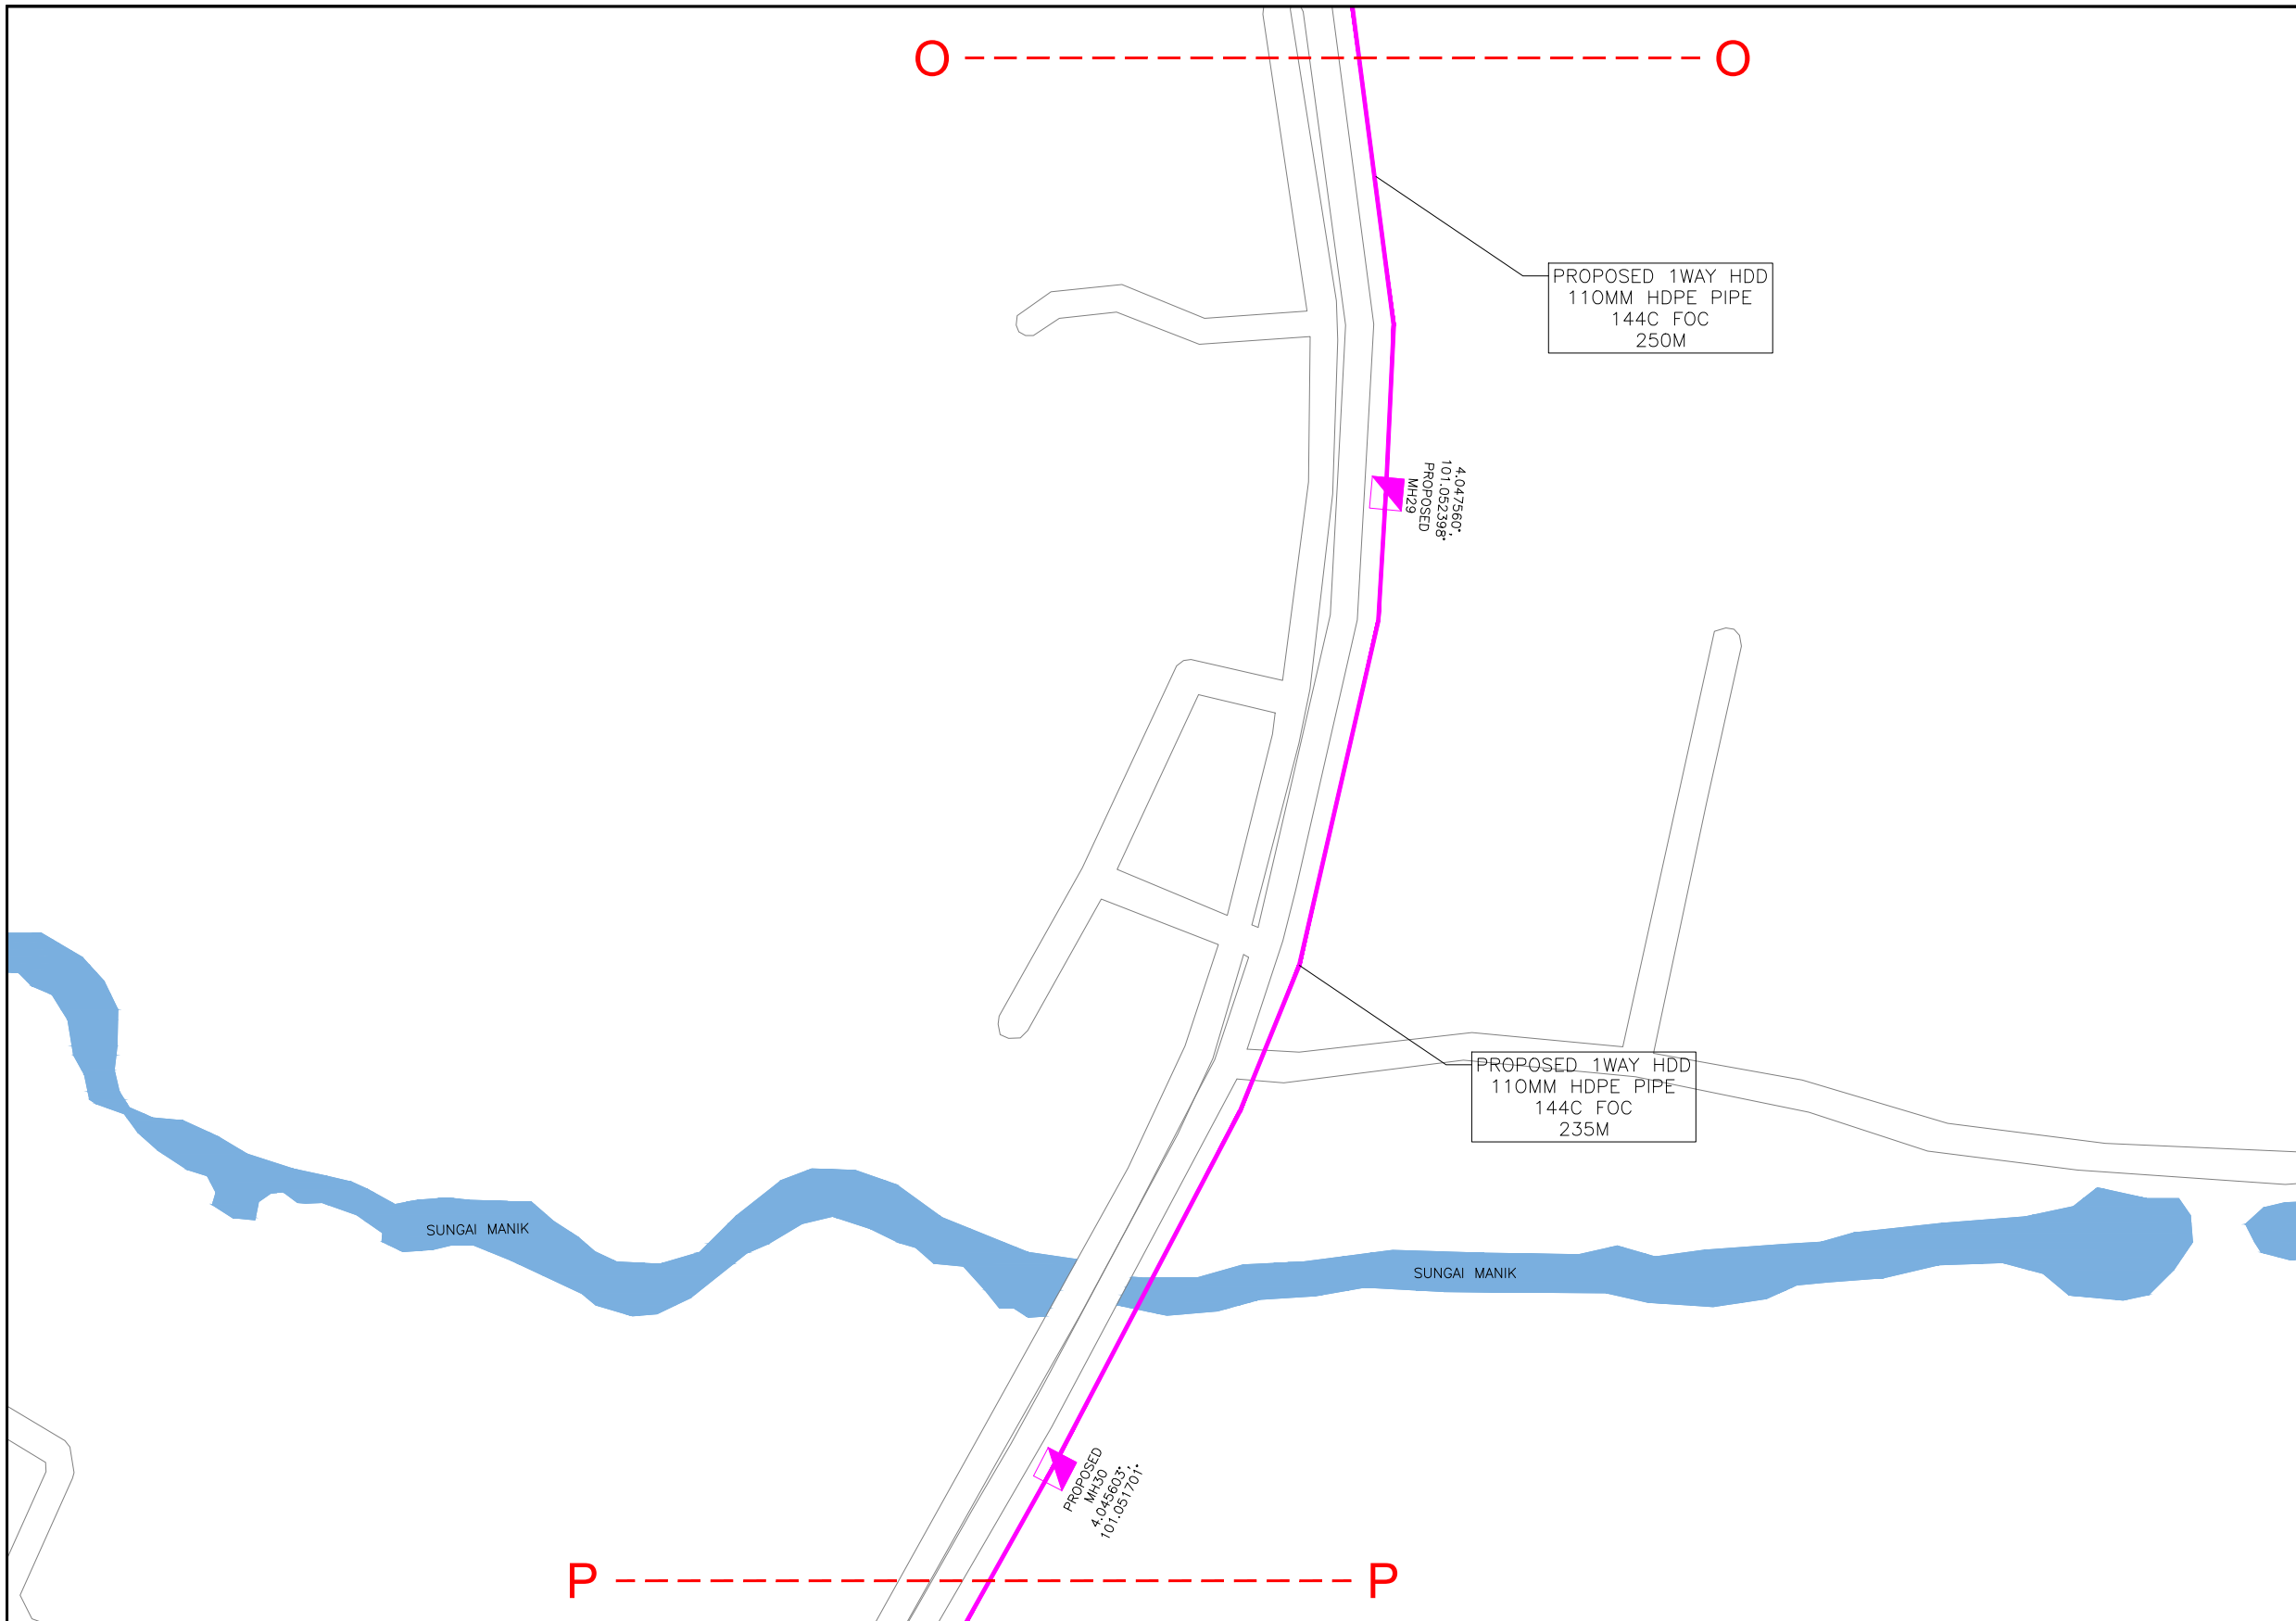 O O
PROPOSED 1WAY HDD
110MM HDPE PIPE
144C FOC
250M
4.047560°,
101.052398°
PROPOSED
MH29
PROPOSED 1WAY HDD
110MM HDPE PIPE
144C FOC
235M
SUNGAI MANIK
SUNGAI MANIK
PROPOSED
MH30
4.045603°,
101.051701°
P P